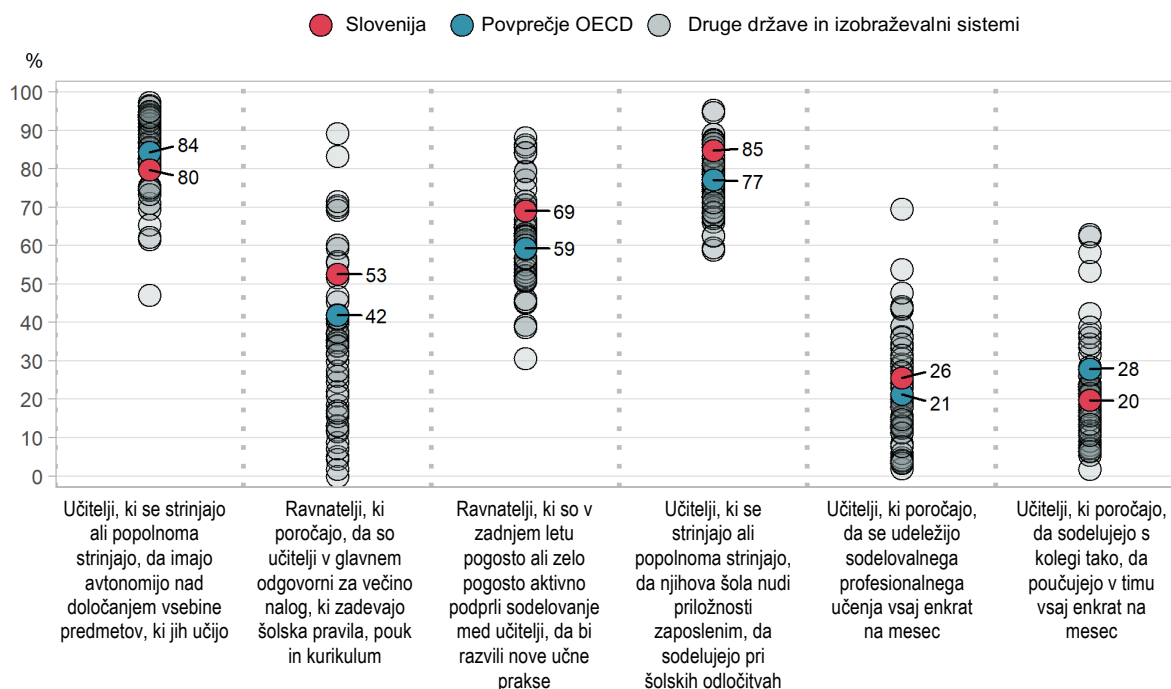 Slovenija
Povprečje OECD
Druge države in izobraževalni sistemi
%
100
90
80
70
60
50
40
30
20
10
0
84
80
53
42
69
59
85
77
26
21
28
20
Učitelji, ki se strinjajo
ali popolnoma
strinjajo, da imajo
avtonomijo nad
določanjem vsebine
predmetov, ki jih učijo
Ravnatelji, ki
poročajo, da so
učitelji v glavnem
odgovorni za večino
nalog, ki zadevajo
šolska pravila, pouk
in kurikulum
Ravnatelji, ki so v
zadnjem letu
pogosto ali zelo
pogosto aktivno
podprli sodelovanje
med učitelji, da bi
razvili nove učne
prakse
Učitelji, ki se
strinjajo ali
popolnoma strinjajo,
da njihova šola nudi
priložnosti
zaposlenim, da
sodelujejo pri
šolskih odločitvah
Učitelji, ki poročajo,
da se udeležijo
sodelovalnega
profesionalnega
učenja vsaj enkrat
na mesec
Učitelji, ki poročajo,
da sodelujejo s
kolegi tako, da
poučujejo v timu
vsaj enkrat na
mesec